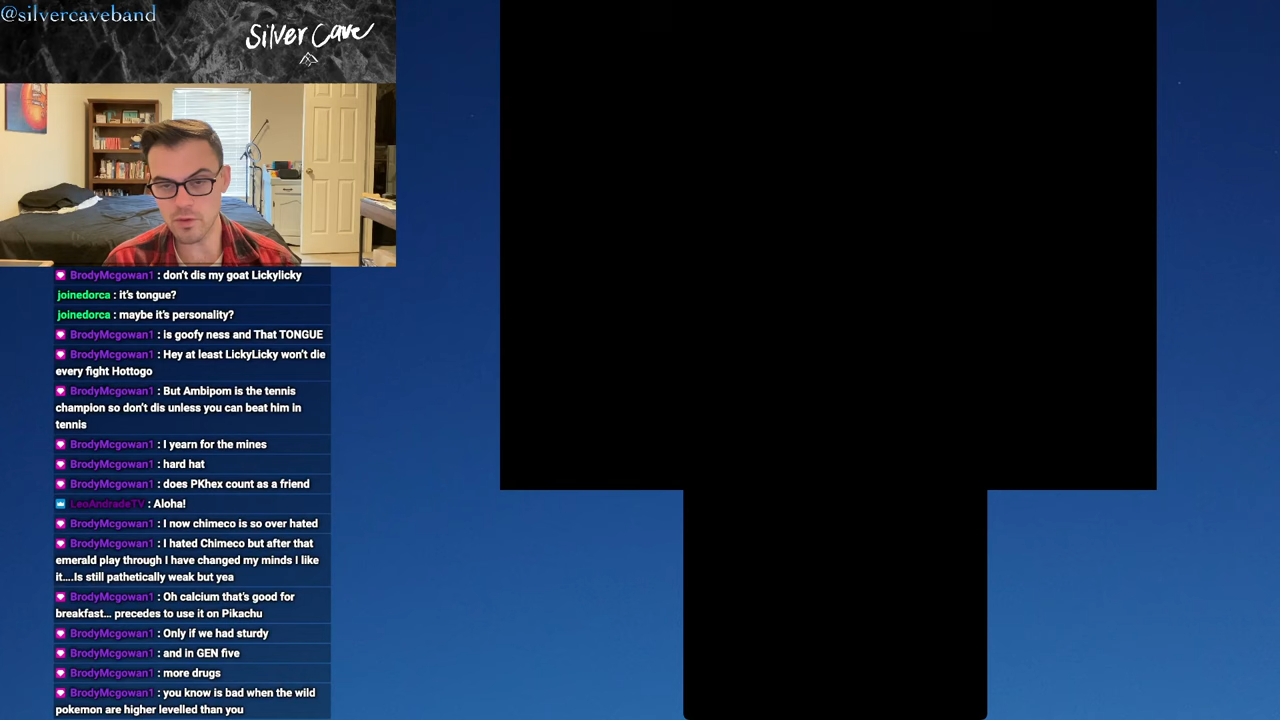 @silvercaveband
Silver Cave
BrodyMcgowan1 : don't dis my goat Lickylicky
joinedorca : it's tongue?
joinedorca : maybe it's personality?
BrodyMcgowan1 : is goofy ness and That TONGUE
BrodyMcgowan1 : Hey at least LickyLicky won't die
every fight Hottogo
BrodyMcgowan1 : But Ambipom is the tennis
champion so don't dis unless you can beat him in
tennis
BrodyMcgowan1 : I yearn for the mines
BrodyMcgowan1 : hard hat
BrodyMcgowan1 : does PKhex count as a friend
LeoAndradeTV : Aloha!
BrodyMcgowan1 : I now chimeco is so over hated
BrodyMcgowan1 : I hated Chimeco but after that
emerald play through I have changed my minds I like
it....Is still pathetically weak but yea
BrodyMcgowan1 : Oh calcium that's good for
breakfast... precedes to use it on Pikachu
BrodyMcgowan1 : Only if we had sturdy
BrodyMcgowan1 : and in GEN five
BrodyMcgowan1 : more drugs
BrodyMcgowan1 : you know is bad when the wild
pokemon are higher levelled than you